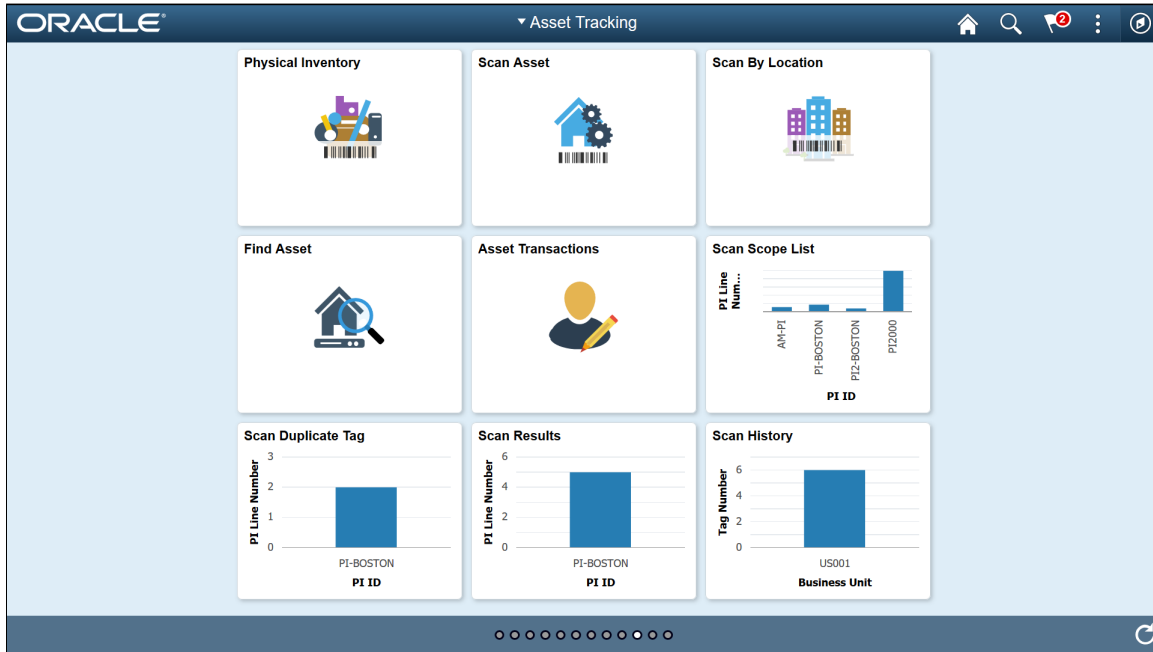 ORACLE
Asset Tracking
2
Physical Inventory
Scan Asset
Scan By Location
Find Asset
Asset Transactions
Scan Scope List
PI Line
Num...
AM-PI
PI-BOSTON
PI2-BOSTON
PI2000
PI ID
Scan Duplicate Tag
PI Line Number
3
2
1
0
PI-BOSTON
PI ID
Scan Results
PI Line Number
6
4
2
0
PI-BOSTON
PI ID
Scan History
Tag Number
6
4
2
0
US001
Business Unit